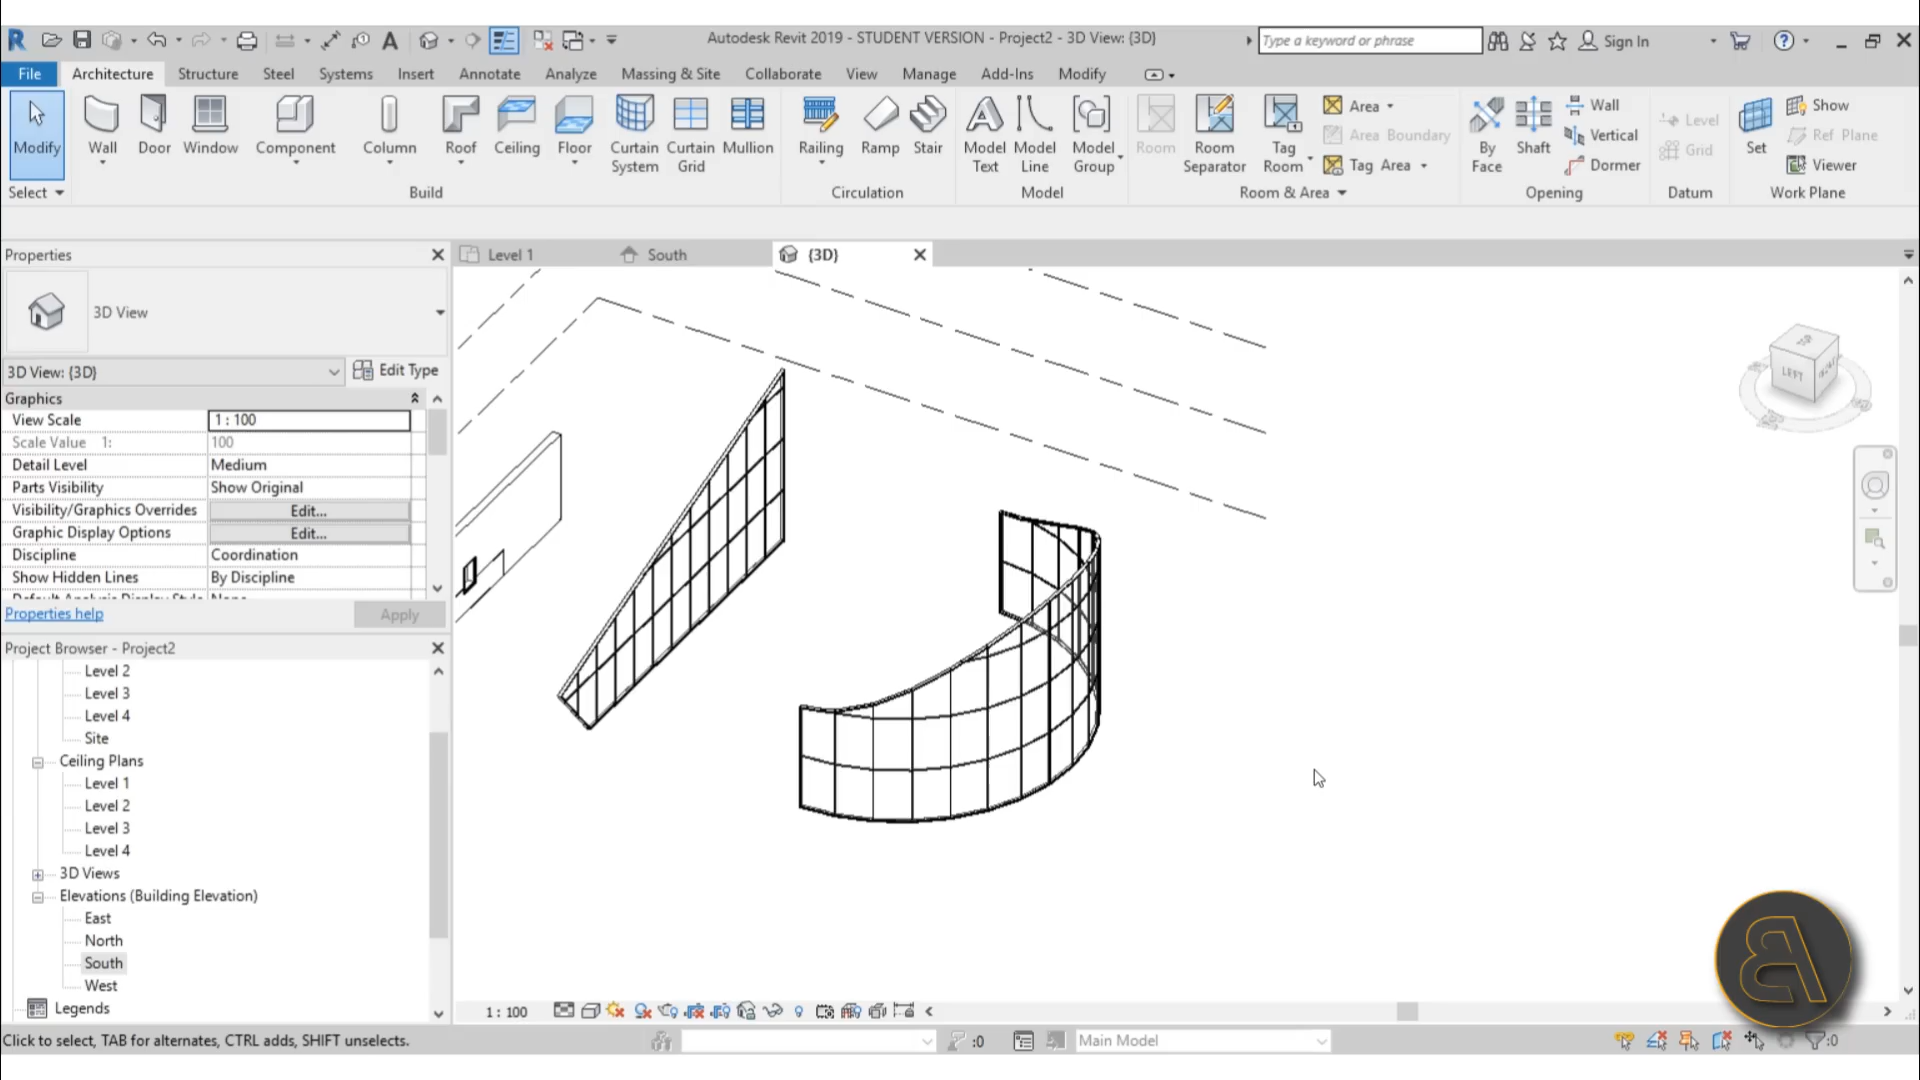 Autodesk Revit 2019 - STUDENT VERSION - Project2 - 3D View: {3D}
Type a keyword or phrase
Sign In
File Architecture Structure Steel Systems Insert Annotate Analyze Massing & Site Collaborate View Manage Add-Ins Modify
Modify
Wall
Door
Window
Component
Column
Roof
Ceiling
Floor
Curtain System
Curtain Grid
Mullion
Railing
Ramp
Stair
Model Text
Model Line
Model Group
Room
Room Separator
Tag Room
Area
Area Boundary
Tag Area
By Face
Shaft
Wall
Vertical
Dormer
Level
Grid
Set
Show
Ref Plane
Viewer
Select
Build
Circulation
Model
Room & Area
Opening
Datum
Work Plane
Properties
Level 1
South
{3D}
3D View
3D View: {3D}
Edit Type
Graphics
View Scale 1 : 100
Scale Value 1: 100
Detail Level Medium
Parts Visibility Show Original
Visibility/Graphics Overrides Edit...
Graphic Display Options Edit...
Discipline Coordination
Show Hidden Lines By Discipline
Default Analysis Display Style None
Properties help
Apply
TOP
LEFT
Project Browser - Project2
Level 2
Level 3
Level 4
Site
Ceiling Plans
Level 1
Level 2
Level 3
Level 4
3D Views
Elevations (Building Elevation)
East
North
South
West
Legends
1 : 100
Click to select, TAB for alternates, CTRL adds, SHIFT unselects.
:0
Main Model
:0